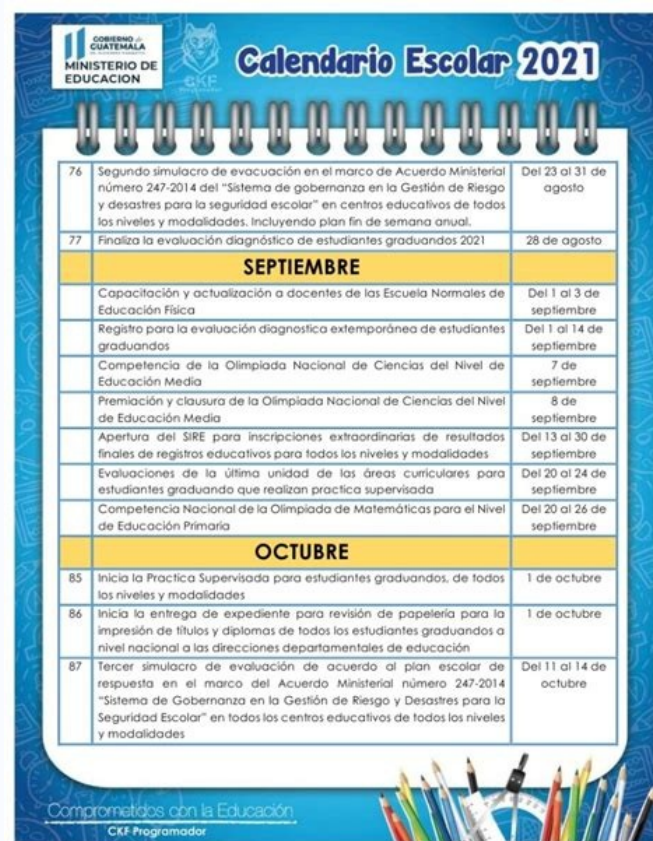 GOBIERNO de
GUATEMALA
MINISTERIO DE
EDUCACION
CKF
Calendario Escolar 2021
76 Segundo simulacro de evacuación en el marco de Acuerdo Ministerial Del 23 al 31 de
número 247-2014 del "Sistema de gobernanza en la Gestión de Riesgo agosto
y desastres para la seguridad escolar" en centros educativos de todos
los niveles y modalidades. Incluyendo plan fin de semana anual.
77 Finaliza la evaluación diagnóstico de estudiantes graduandos 2021 28 de agosto
SEPTIEMBRE
Capacitación y actualización a docentes de las Escuela Normales de Del 1 al 3 de
Educación Física septiembre
Registro para la evaluación diagnostica extemporánea de estudiantes Del 1 al 14 de
graduandos septiembre
Competencia de la Olimpiada Nacional de Ciencias del Nivel de 7 de
Educación Media septiembre
Premiación y clausura de la Olimpiada Nacional de Ciencias del Nivel 8 de
de Educación Media septiembre
Apertura del SIRE para inscripciones extraordinarias de resultados Del 13 al 30 de
finales de registros educativos para todos los niveles y modalidades septiembre
Evaluaciones de la última unidad de las áreas curriculares para Del 20 al 24 de
estudiantes graduando que realizan practica supervisada septiembre
Competencia Nacional de la Olimpiada de Matemáticas para el Nivel Del 20 al 26 de
de Educación Primaria septiembre
OCTUBRE
85 Inicia la Practica Supervisada para estudiantes graduandos, de todos 1 de octubre
los niveles y modalidades
86 Inicia la entrega de expediente para revisión de papelería para la 1 de octubre
impresión de títulos y diplomas de todos los estudiantes graduandos a
nivel nacional a las direcciones departamentales de educación
87 Tercer simulacro de evaluación de acuerdo al plan escolar de Del 11 al 14 de
respuesta en el marco del Acuerdo Ministerial número 247-2014 octubre
"Sistema de Gobernanza en la Gestión de Riesgo y Desastres para la
Seguridad Escolar" en todos los centros educativos de todos los niveles
y modalidades
Comprometidos con la Educación
CKF Programador